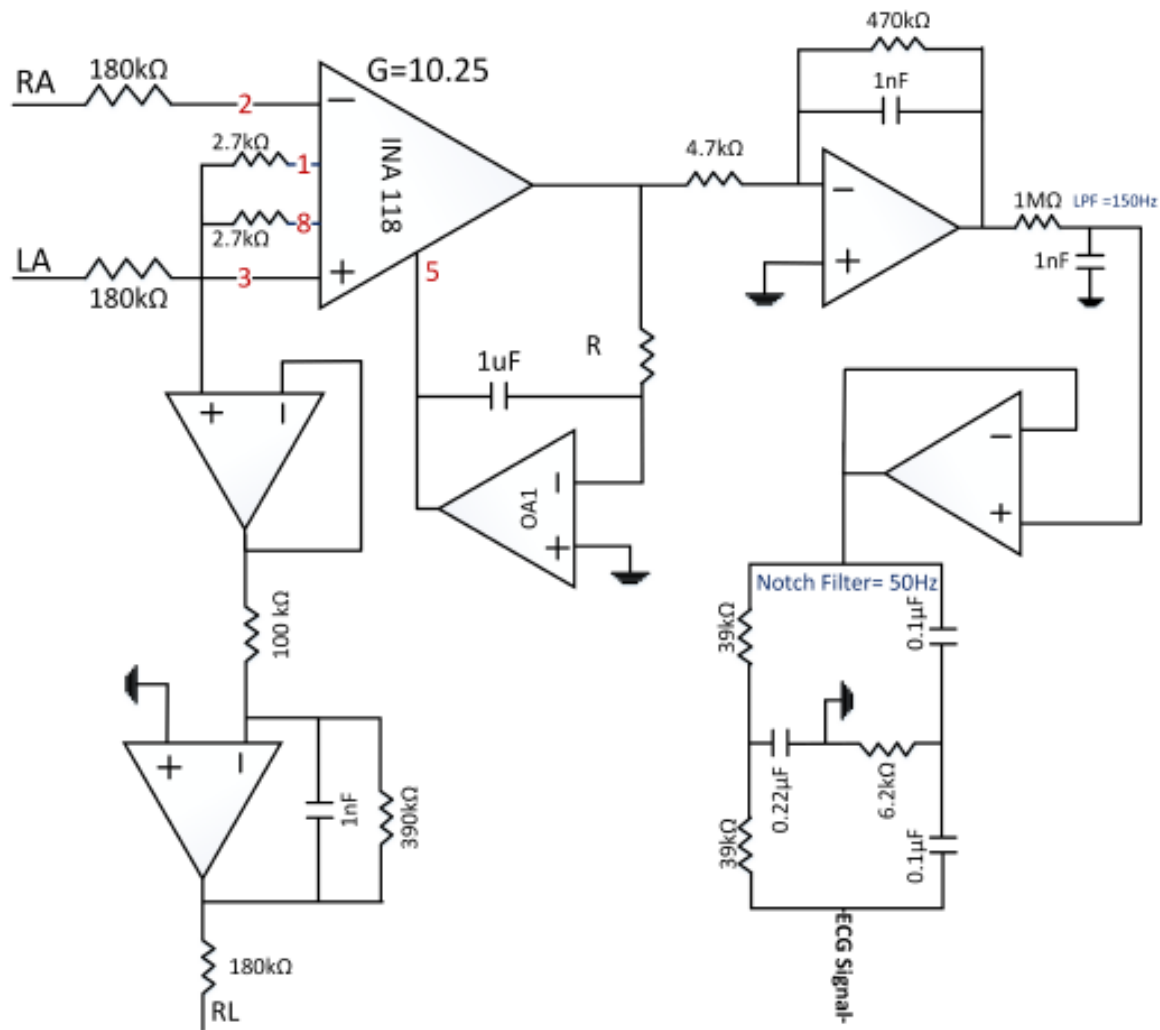 RA
180kΩ
2
G=10.25
2.7kΩ
1
INA 118
8
2.7kΩ
LA
3
180kΩ
5
470kΩ
1nF
4.7kΩ
1MΩ
LPF =150Hz
1nF
R
1uF
OA1
100 kΩ
1nF
390kΩ
180kΩ
RL
Notch Filter= 50Hz
39kΩ
0.1µF
0.22µF
6.2kΩ
39kΩ
0.1µF
-ECG Signal-
−
+
+
−
−
+
−
+
−
+
+
−